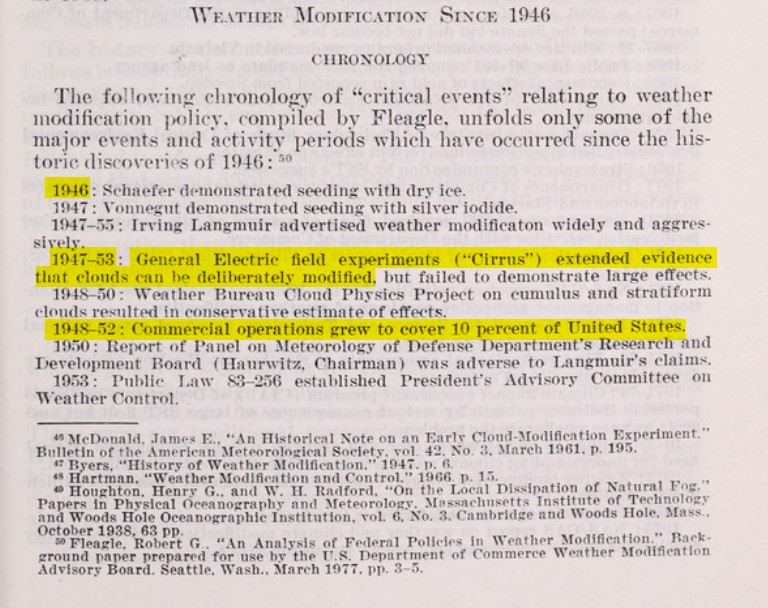 WEATHER MODIFICATION SINCE 1946
CHRONOLOGY
The following chronology of “critical events” relating to weather
modification policy, compiled by Fleagle, unfolds only some of the
major events and activity periods which have occurred since the his-
toric discoveries of 1946: 50
1946: Schaefer demonstrated seeding with dry ice.
1947: Vonnegut demonstrated seeding with silver iodide.
1947-55: Irving Langmuir advertised weather modificaton widely and aggres-
sively.
1947-53: General Electric field experiments (“Cirrus”) extended evidence
that clouds can be deliberately modified, but failed to demonstrate large effects.
1948-50: Weather Bureau Cloud Physics Project on cumulus and stratiform
clouds resulted in conservative estimate of effects.
1948-52: Commercial operations grew to cover 10 percent of United States.
1950: Report of Panel on Meteorology of Defense Department's Research and
Development Board (Haurwitz, Chairman) was adverse to Langmuir's claims.
1953: Public Law 83-256 established President's Advisory Committee on
Weather Control.
46 McDonald, James E., “An Historical Note on an Early Cloud-Modification Experiment.”
Bulletin of the American Meteorological Society, vol. 42, No. 3, March 1961, p. 195.
47 Byers, “History of Weather Modification,” 1947, p. 6.
48 Hartman, “Weather Modification and Control,” 1966, p. 15.
49 Houghton, Henry G., and W. H. Radford, “On the Local Dissipation of Natural Fog,”
Papers in Physical Oceanography and Meteorology, Massachusetts Institute of Technology
and Woods Hole Oceanographic Institution, vol. 6, No. 3. Cambridge and Woods Hole, Mass.,
October 1938, 63 pp.
50 Fleagle, Robert G., “An Analysis of Federal Policies in Weather Modification.” Back-
ground paper prepared for use by the U.S. Department of Commerce Weather Modification
Advisory Board, Seattle, Wash., March 1977, pp. 3-5.